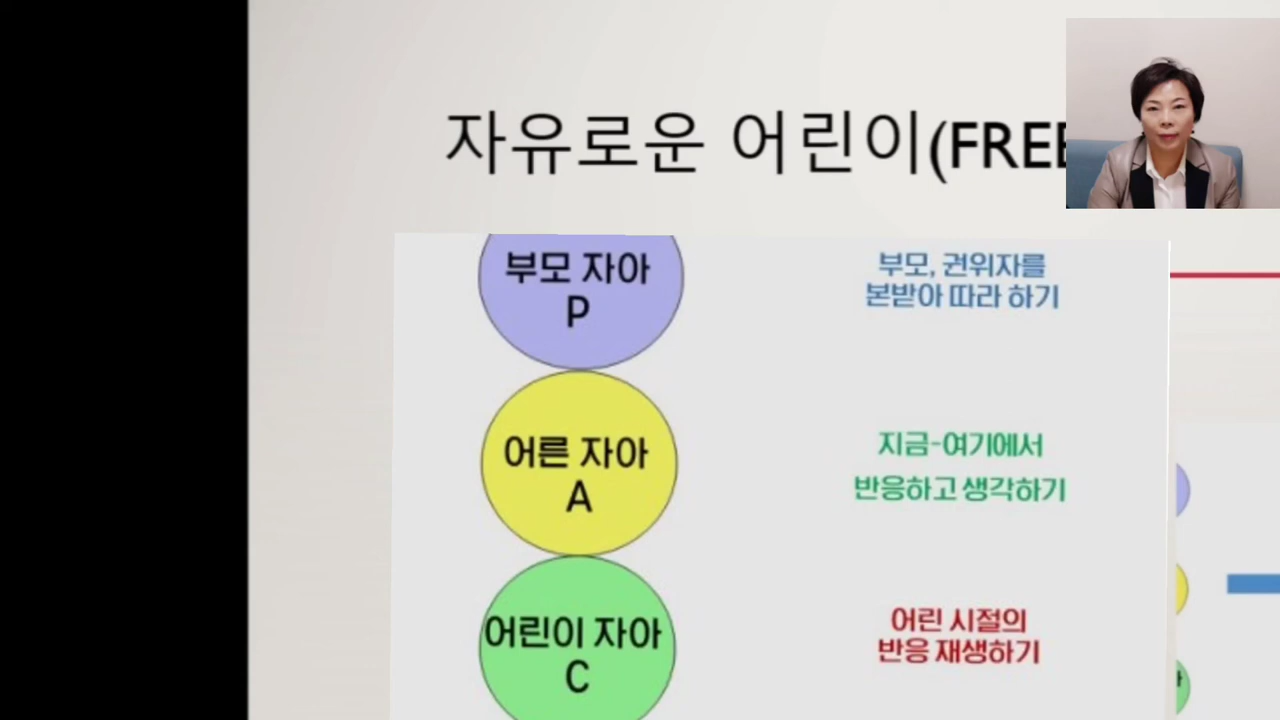 자유로운 어린이(FREE
부모 자아
P
부모, 권위자를
본받아 따라 하기
어른 자아
A
지금-여기에서
반응하고 생각하기
어린이 자아
C
어린 시절의
반응 재생하기